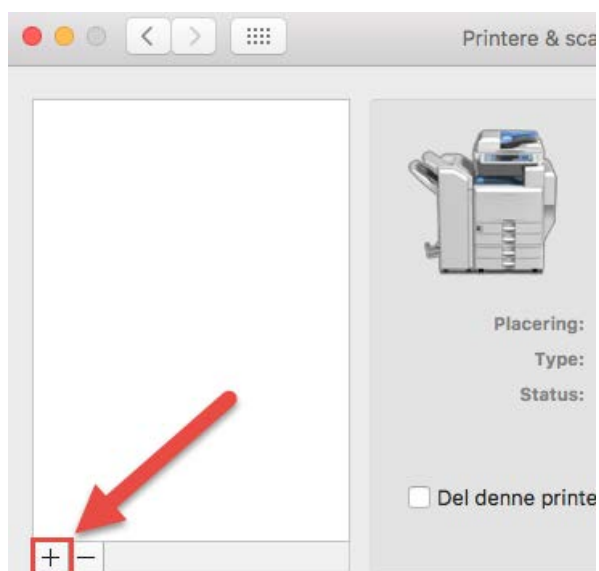 Printere & sca
Placering:
Type:
Status:
Del denne printe
+ −